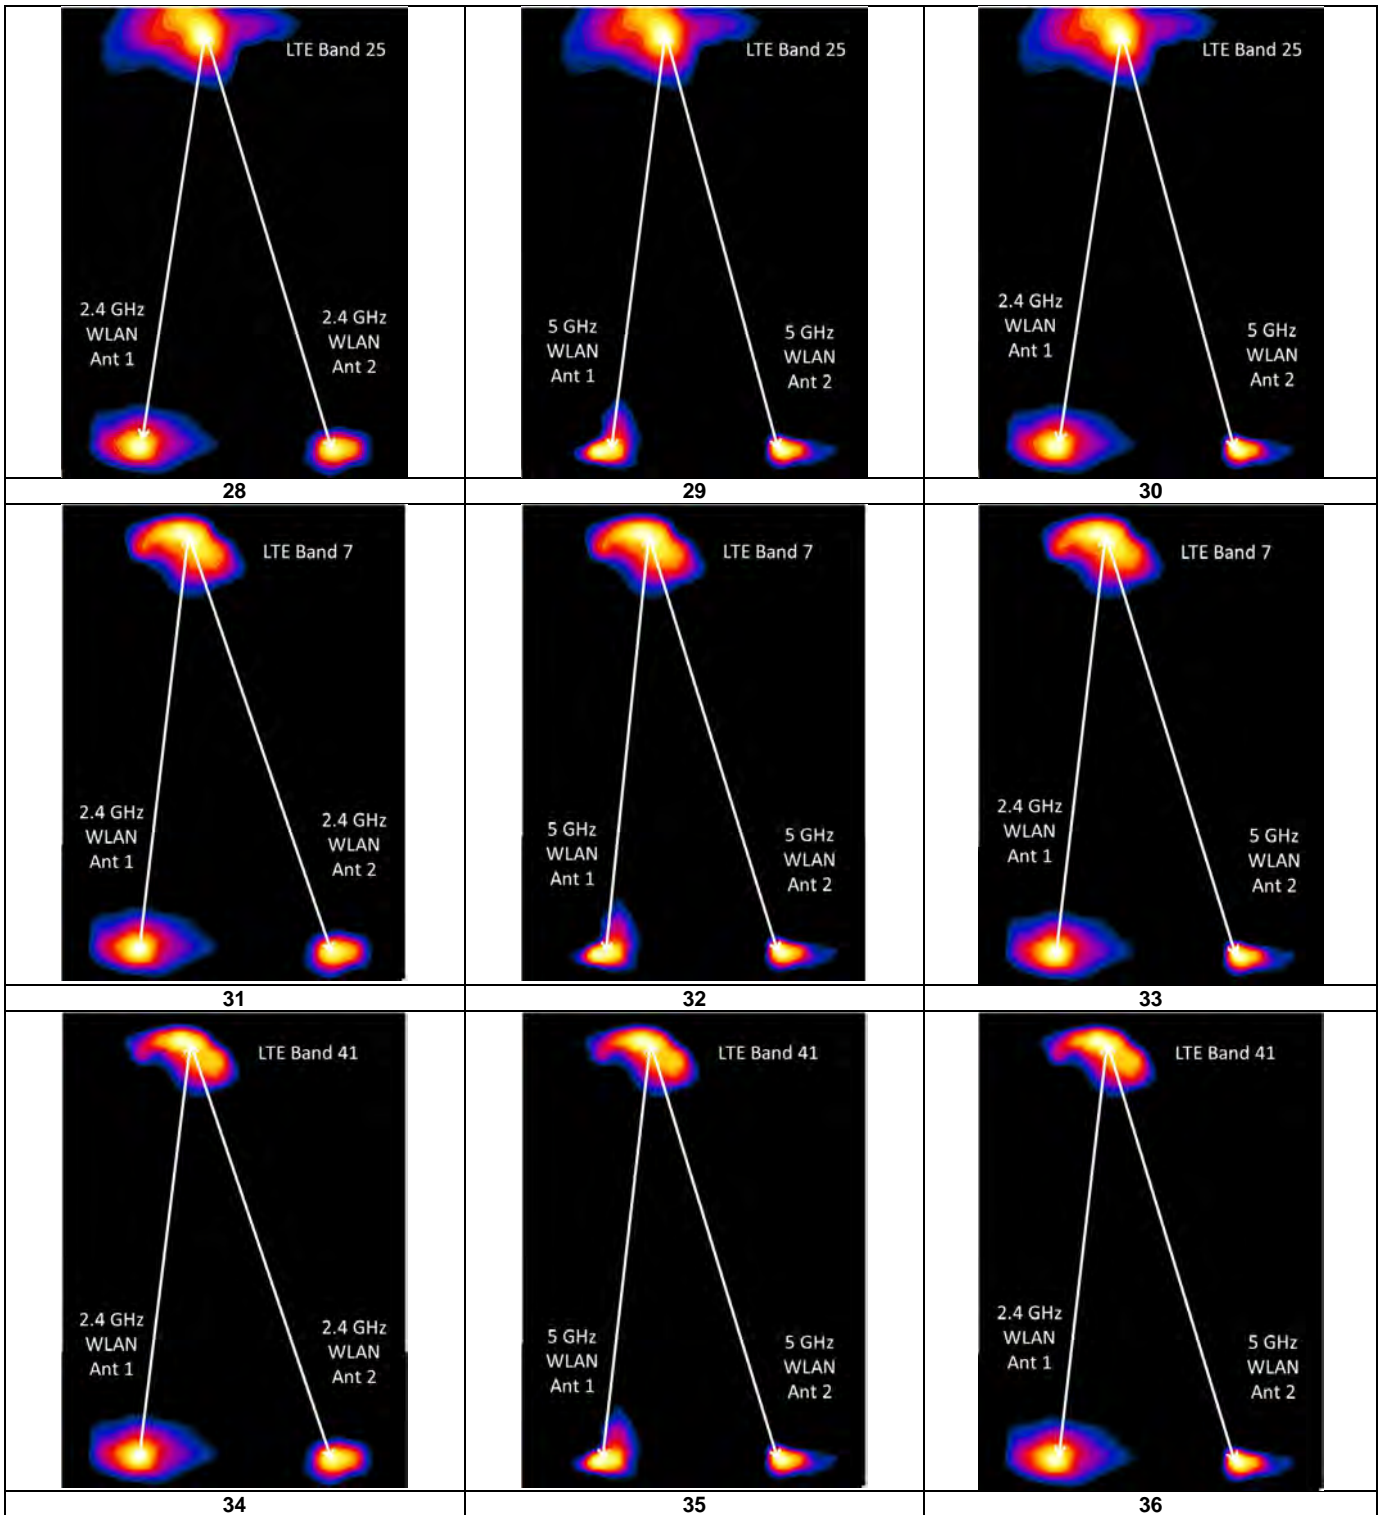 LTE Band 25
2.4 GHz
WLAN
Ant 1
2.4 GHz
WLAN
Ant 2
LTE Band 25
5 GHz
WLAN
Ant 1
5 GHz
WLAN
Ant 2
LTE Band 25
2.4 GHz
WLAN
Ant 1
5 GHz
WLAN
Ant 2
28
29
30
LTE Band 7
2.4 GHz
WLAN
Ant 1
2.4 GHz
WLAN
Ant 2
LTE Band 7
5 GHz
WLAN
Ant 1
5 GHz
WLAN
Ant 2
LTE Band 7
2.4 GHz
WLAN
Ant 1
5 GHz
WLAN
Ant 2
31
32
33
LTE Band 41
2.4 GHz
WLAN
Ant 1
2.4 GHz
WLAN
Ant 2
LTE Band 41
5 GHz
WLAN
Ant 1
5 GHz
WLAN
Ant 2
LTE Band 41
2.4 GHz
WLAN
Ant 1
5 GHz
WLAN
Ant 2
34
35
36